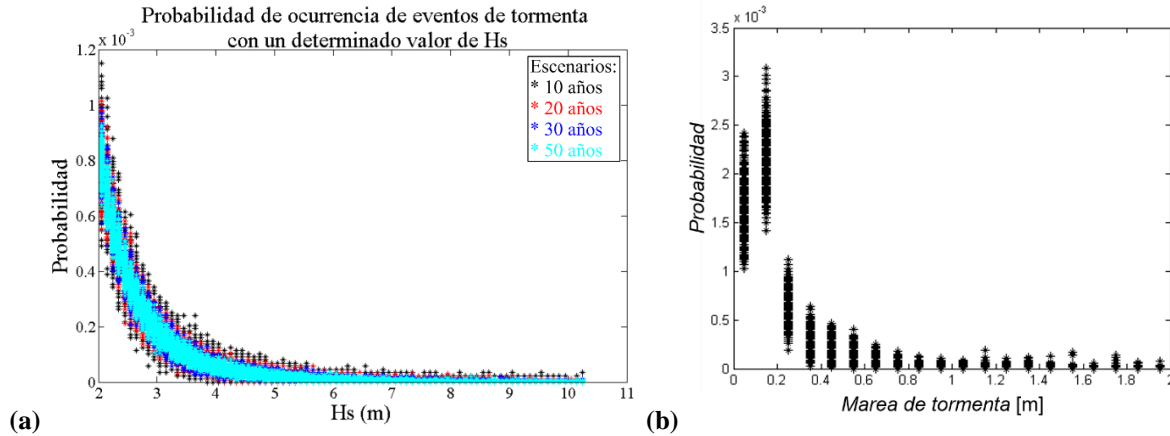 Probabilidad de ocurrencia de eventos de tormenta
con un determinado valor de Hs
x 10⁻³
1.2
1
0.8
0.6
0.4
0.2
0
Probabilidad
Escenarios:
* 10 años
* 20 años
* 30 años
* 50 años
2 3 4 5 6 7 8 9 10 11
Hs (m)
(a)
x 10⁻³
3.5
3
2.5
2
1.5
1
0.5
0
Probabilidad
0 0.2 0.4 0.6 0.8 1 1.2 1.4 1.6 1.8 2
Marea de tormenta [m]
(b)